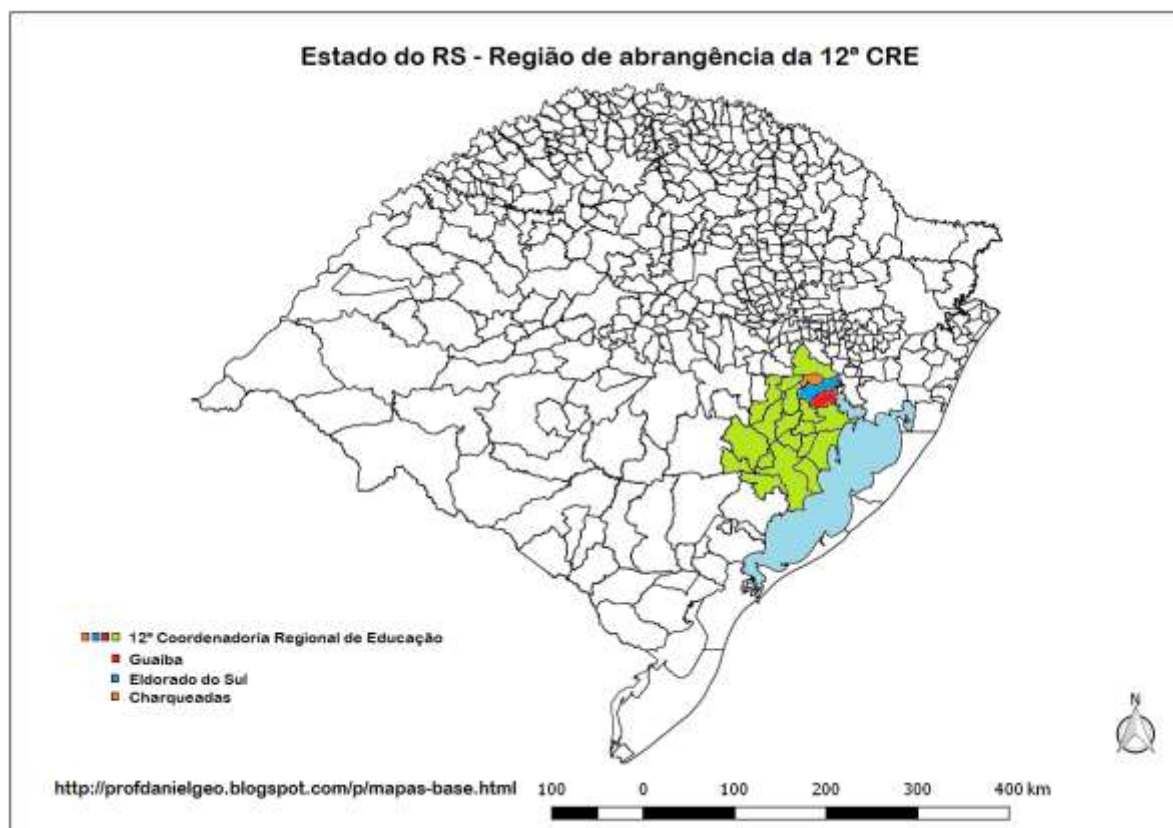 Estado do RS - Região de abrangência da 12ª CRE
12ª Coordenadoria Regional de Educação
Guaíba
Eldorado do Sul
Charqueadas
N
http://profdanielgeo.blogspot.com/p/mapas-base.html
100 0 100 200 300 400 km